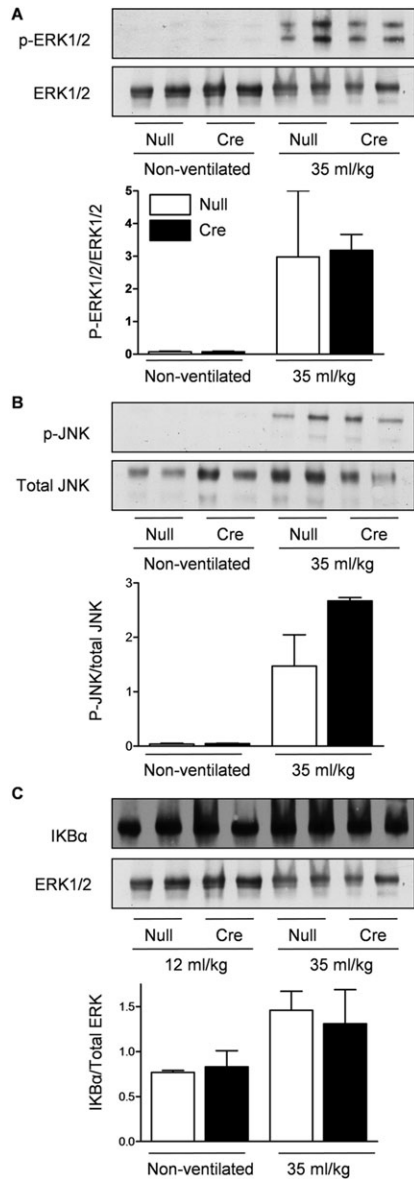 A
p-ERK1/2
ERK1/2
Null Cre Null Cre
Non-ventilated 35 ml/kg
P-ERK1/2/ERK1/2
5
4
3
2
1
0
Null
Cre
Non-ventilated 35 ml/kg
B
p-JNK
Total JNK
Null Cre Null Cre
Non-ventilated 35 ml/kg
P-JNK/total JNK
3
2
1
0
Non-ventilated 35 ml/kg
C
IKBα
ERK1/2
Null Cre Null Cre
12 ml/kg 35 ml/kg
IKBα/Total ERK
1.5
1.0
0.5
0.0
Non-ventilated 35 ml/kg